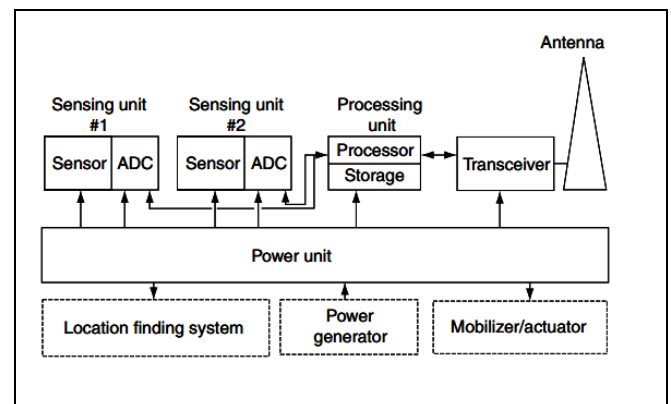 Antenna
Sensing unit
#1
Sensing unit
#2
Processing
unit
Sensor
ADC
Sensor
ADC
Processor
Storage
Transceiver
Power unit
Location finding system
Power
generator
Mobilizer/actuator